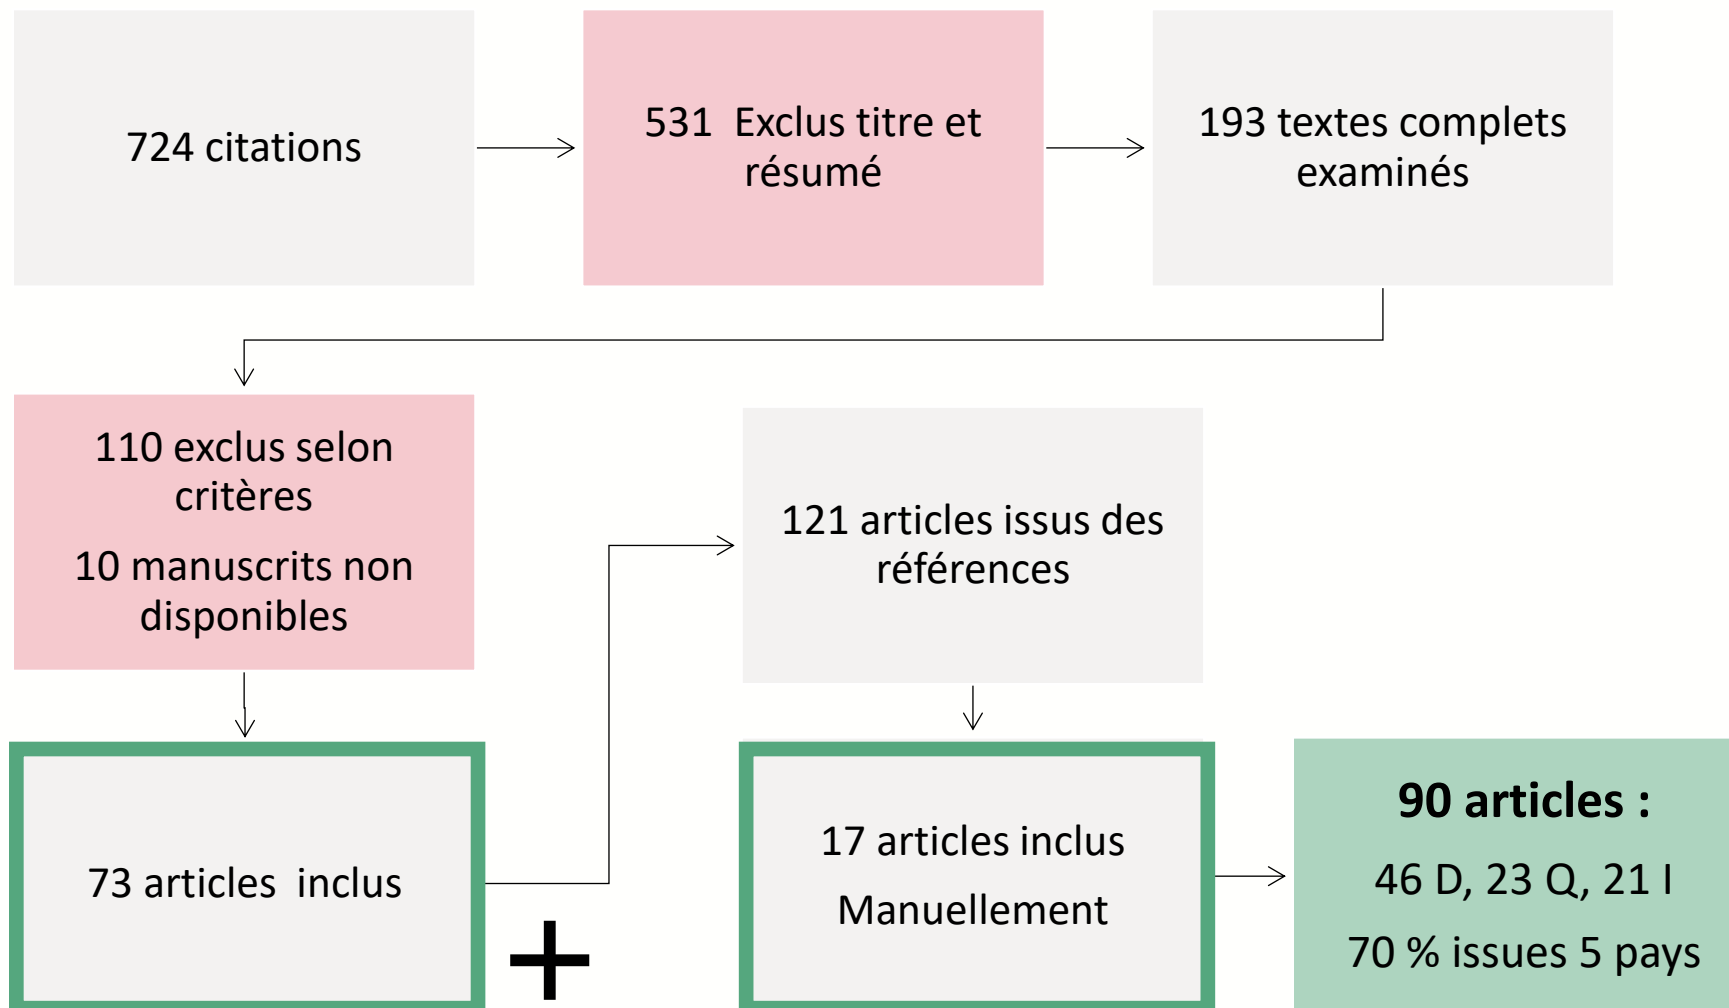 724 citations
531 Exclus titre et
résumé
193 textes complets
examinés
110 exclus selon
critères
10 manuscrits non
disponibles
121 articles issus des
références
73 articles inclus
+
17 articles inclus
Manuellement
90 articles :
46 D, 23 Q, 21 I
70 % issues 5 pays